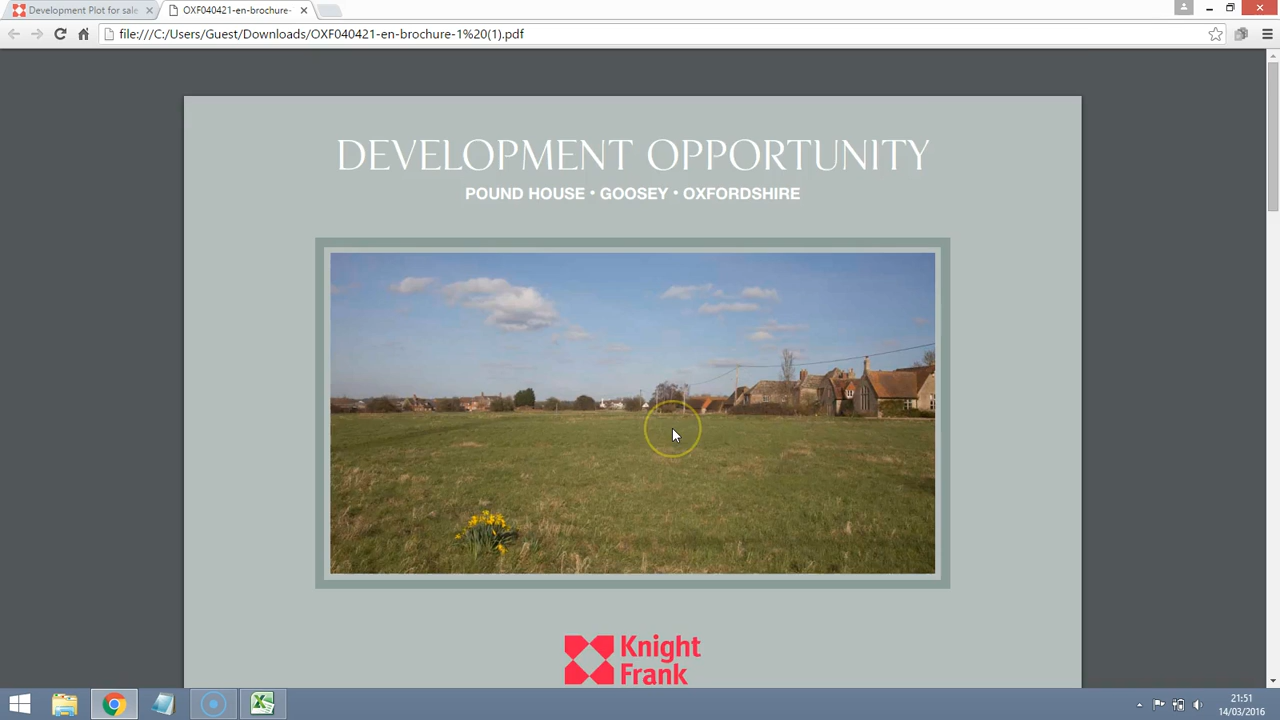 Development Plot for sale
OXF040421-en-brochure-
file:///C:/Users/Guest/Downloads/OXF040421-en-brochure-1%20(1).pdf
DEVELOPMENT OPPORTUNITY
POUND HOUSE • GOOSEY • OXFORDSHIRE
Knight
Frank
21:51
14/03/2016